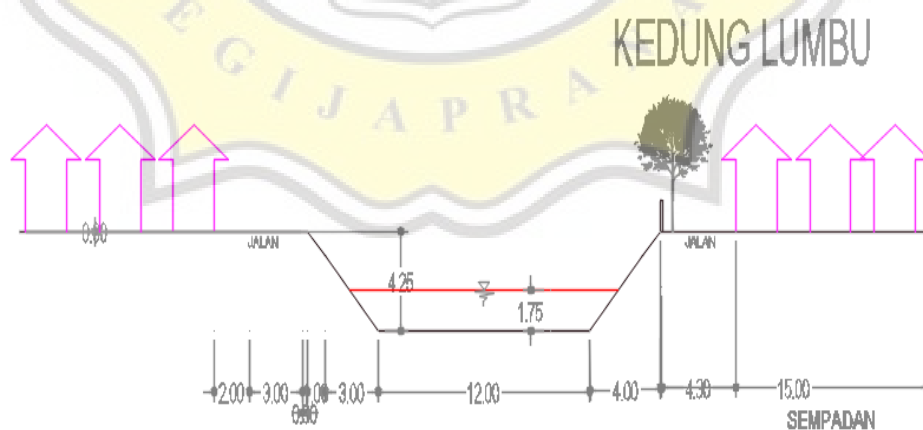 KEDUNG LUMBU
E G I J A P R A
0.00
JALAN
JALAN
4.25
1.75
2.00 3.00 3.00 12.00 4.00 4.30 15.00
SEMPADAN